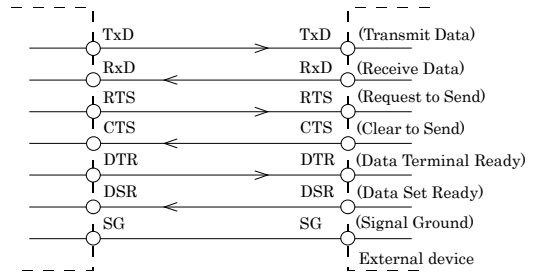 TxD TxD (Transmit Data)
RxD RxD (Receive Data)
RTS RTS (Request to Send)
CTS CTS (Clear to Send)
DTR DTR (Data Terminal Ready)
DSR DSR (Data Set Ready)
SG SG (Signal Ground)
External device